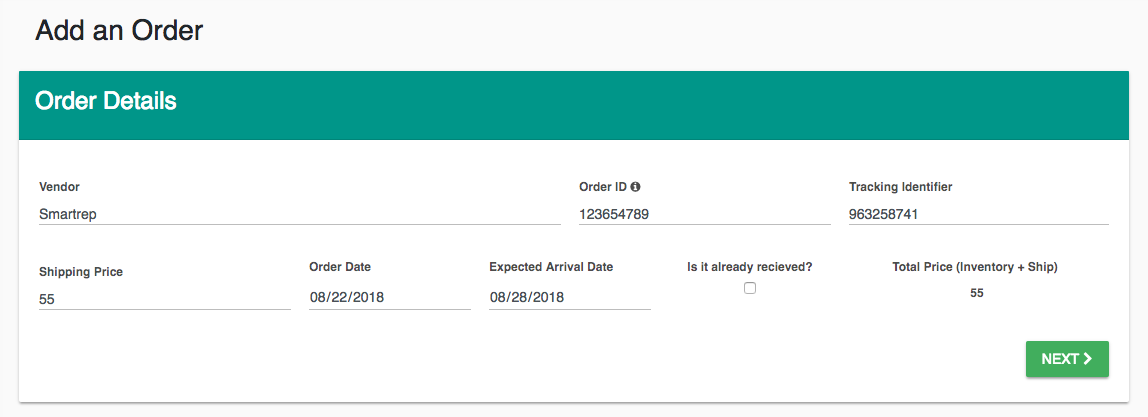 Add an Order
Order Details
Vendor
Order ID
Tracking Identifier
Smartrep
123654789
963258741
Shipping Price
Order Date
Expected Arrival Date
Is it already recieved?
Total Price (Inventory + Ship)
55
08/22/2018
08/28/2018
55
NEXT